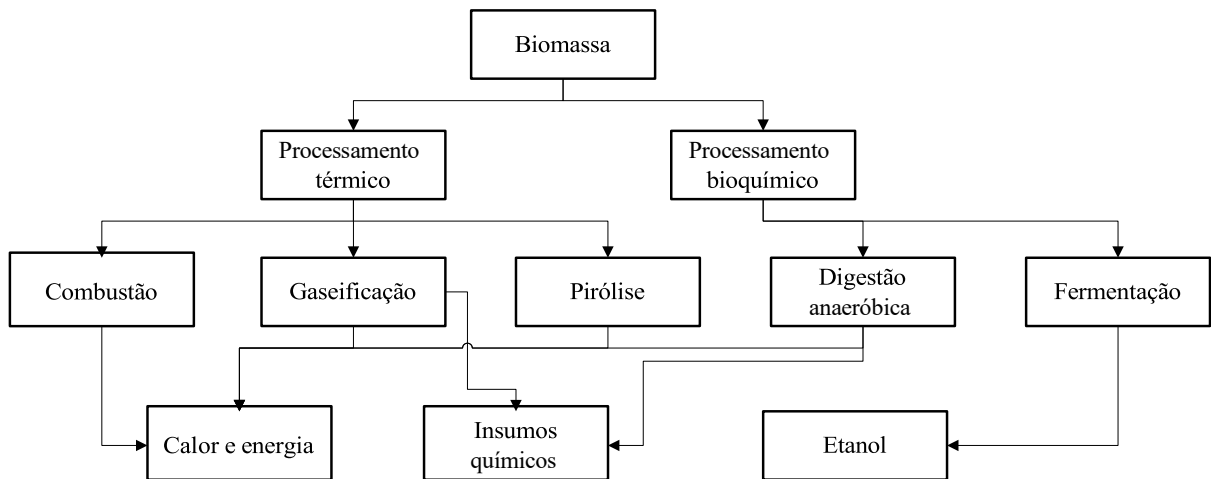 Biomassa
Processamento
térmico
Processamento
bioquímico
Combustão
Gaseificação
Pirólise
Digestão
anaeróbica
Fermentação
Calor e energia
Insumos
químicos
Etanol